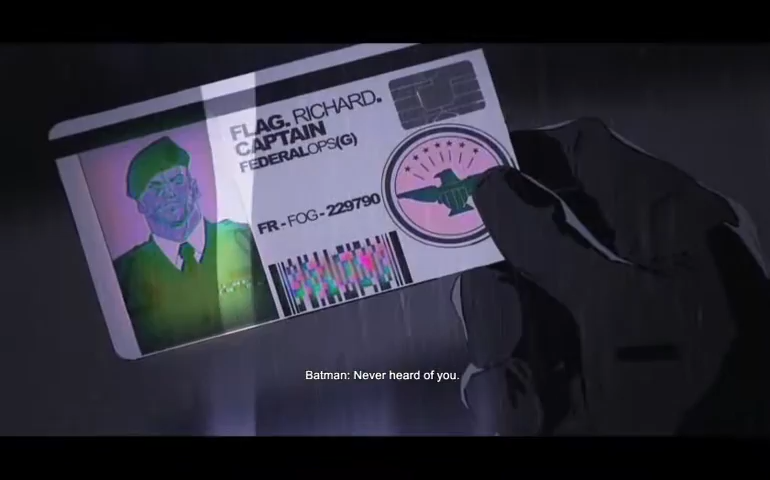 FLAG. RICHARD.
CAPTAIN
FEDERALOPS(G)
FR - FOG - 229790
Batman: Never heard of you.